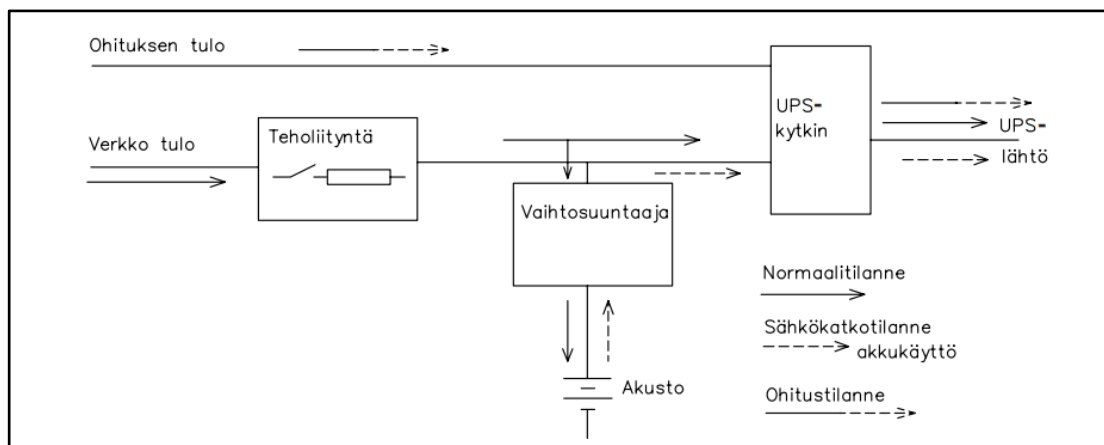 Ohituksen tulo
UPS-
kytkin
UPS-
lähtö
Verkko tulo
Teholiityntä
Vaihtosuuntaaja
Akusto
Normaalitilanne
Sähkökatkotilanne
akkukäyttö
Ohitustilanne